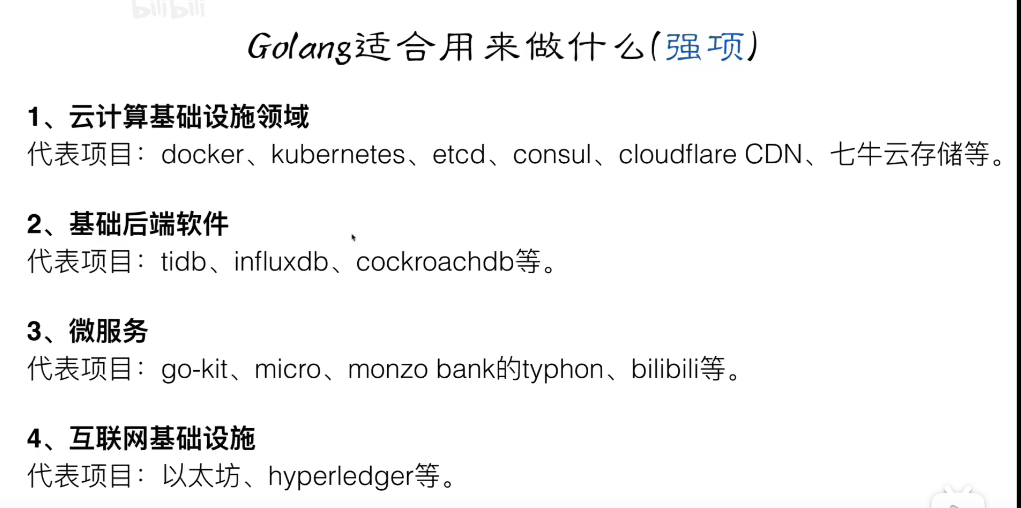 bilibili
Golang适合用来做什么(强项)
1、云计算基础设施领域
代表项目：docker、kubernetes、etcd、consul、cloudflare CDN、七牛云存储等。
2、基础后端软件
代表项目：tidb、influxdb、cockroachdb等。
3、微服务
代表项目：go-kit、micro、monzo bank的typhon、bilibili等。
4、互联网基础设施
代表项目：以太坊、hyperledger等。